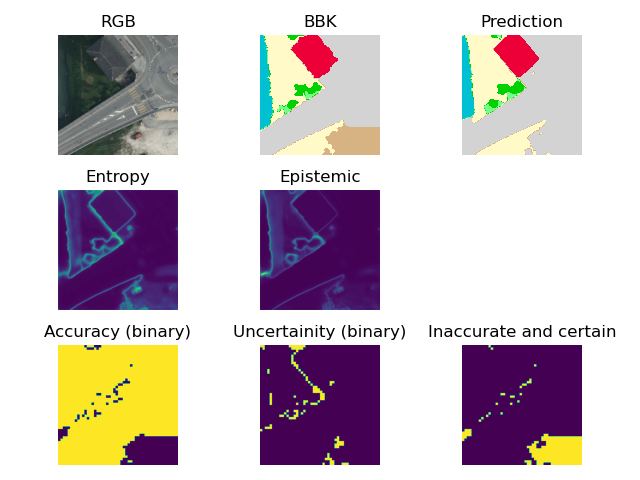 RGB
BBK
Prediction
Entropy
Epistemic
Accuracy (binary)
Uncertainity (binary)
Inaccurate and certain